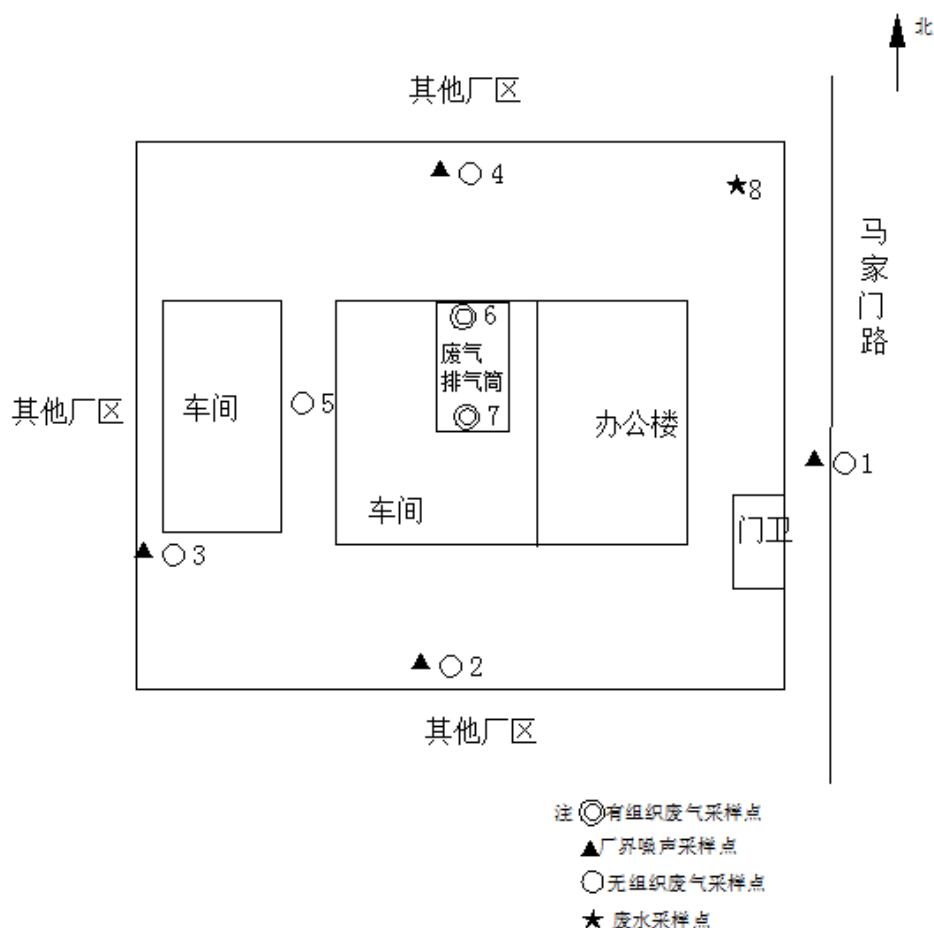 北
其他厂区
4
8
马家门路
6
废气
排气筒
7
其他厂区
车间
5
办公楼
1
车间
门卫
3
2
其他厂区
注 有组织废气采样点
厂界噪声采样点
无组织废气采样点
废水采样点